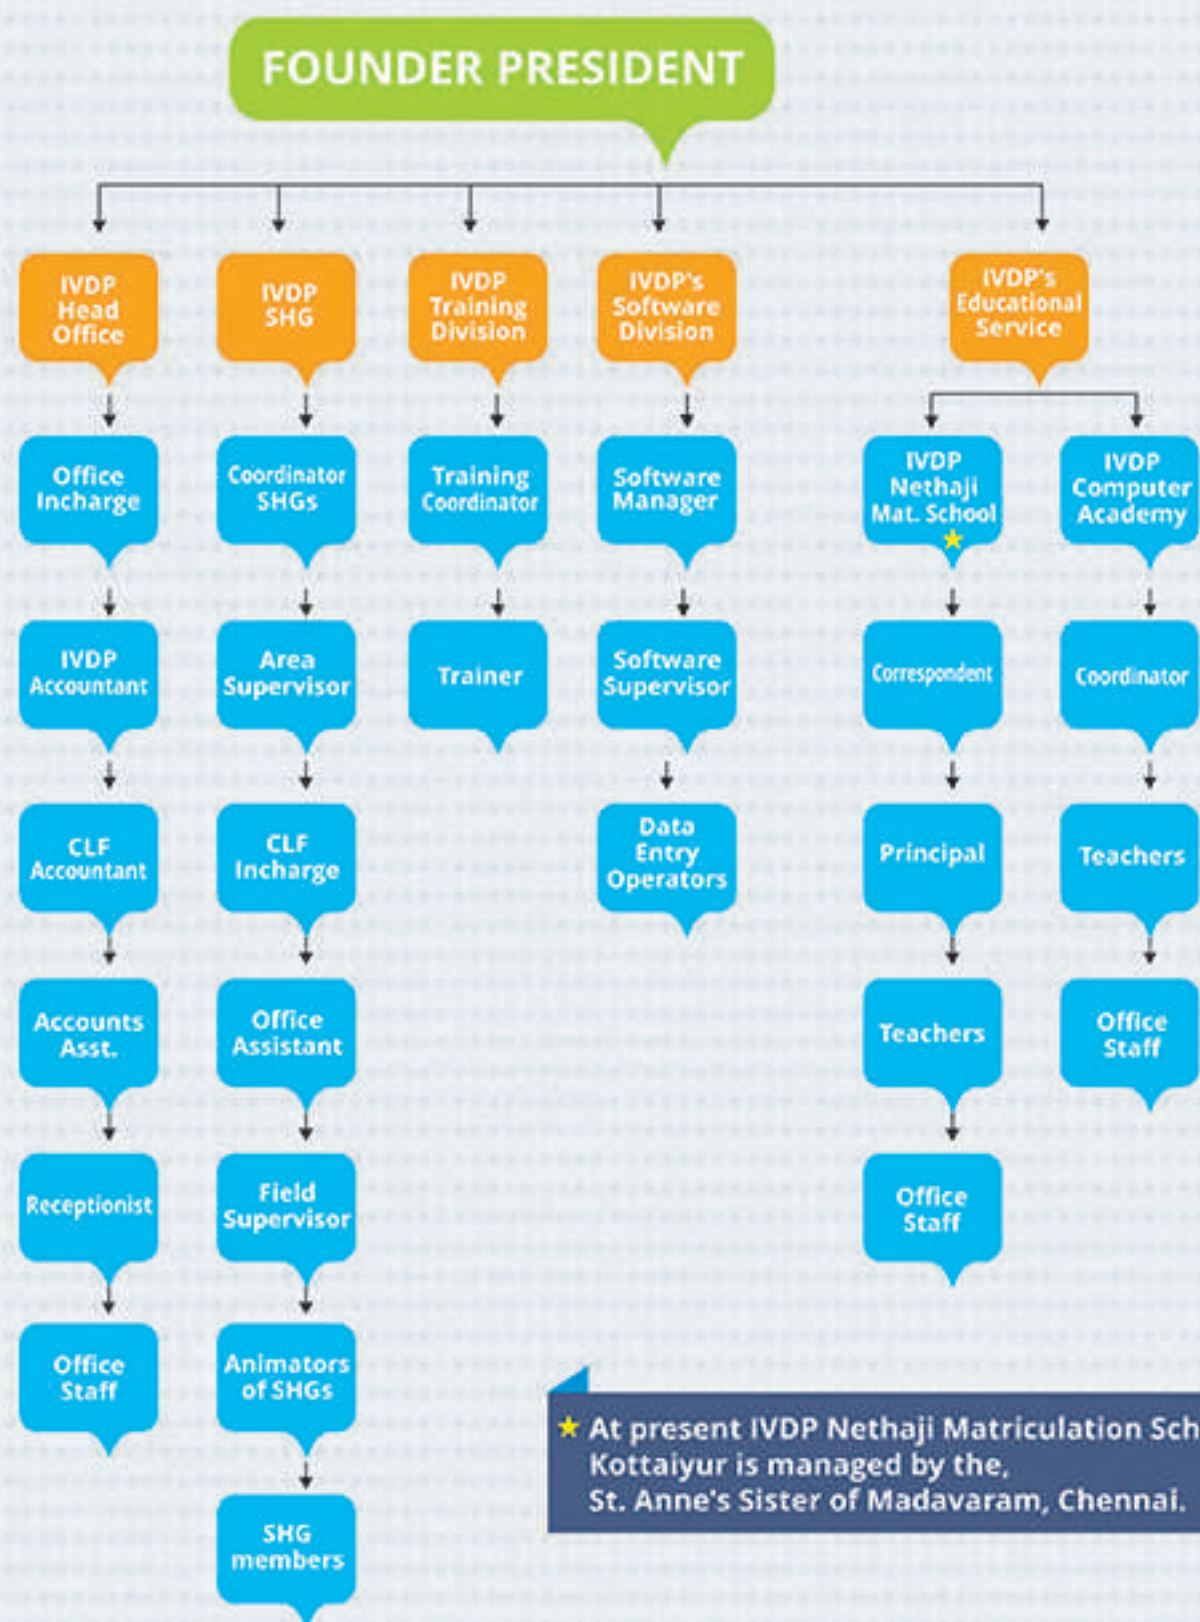 FOUNDER PRESIDENT
IVDP
Head
Office
IVDP
SHG
IVDP
Training
Division
IVDP's
Software
Division
IVDP's
Educational
Service
Office
Incharge
Coordinator
SHGs
Training
Coordinator
Software
Manager
IVDP
Nethaji
Mat. School
IVDP
Computer
Academy
IVDP
Accountant
Area
Supervisor
Trainer
Software
Supervisor
Correspondent
Coordinator
CLF
Accountant
CLF
Incharge
Data
Entry
Operators
Principal
Teachers
Accounts
Asst.
Office
Assistant
Teachers
Office
Staff
Receptionist
Field
Supervisor
Office
Staff
Office
Staff
Animators
of SHGs
SHG
members
At present IVDP Nethaji Matriculation Sch
Kottaiyur is managed by the,
St. Anne's Sister of Madavaram, Chennai.